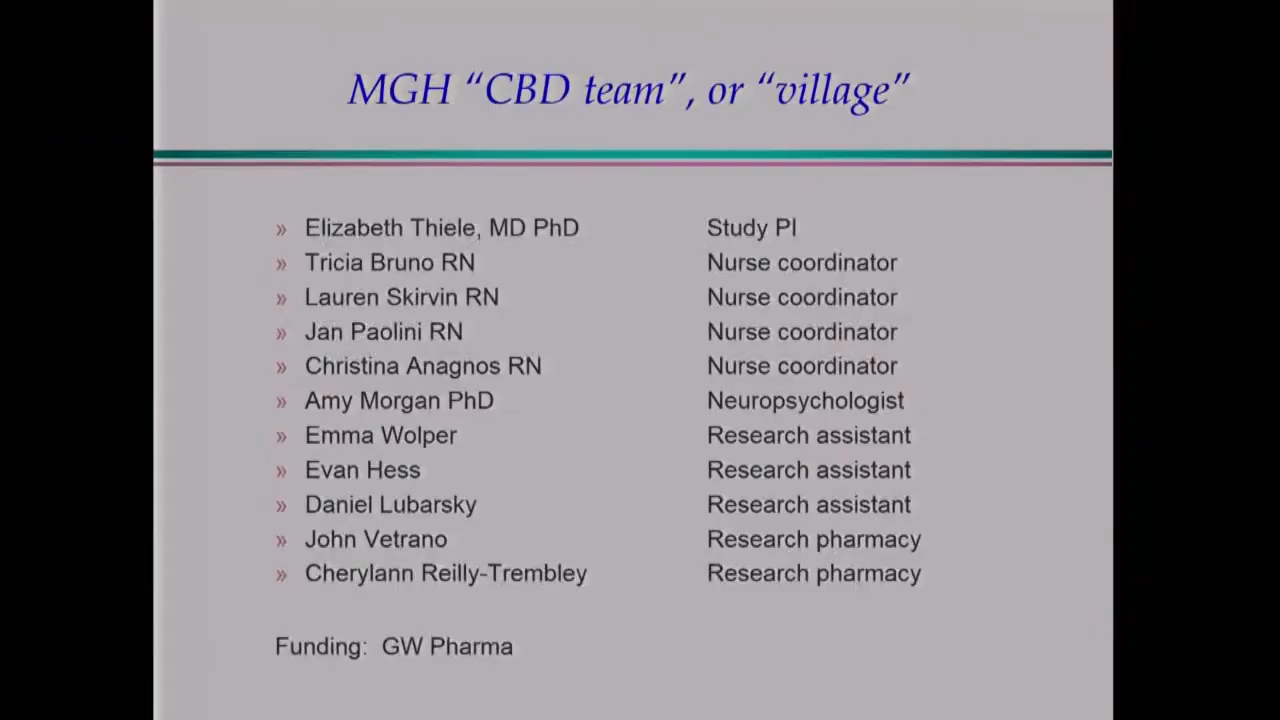 MGH “CBD team”, or “village”
» Elizabeth Thiele, MD PhD Study PI
» Tricia Bruno RN Nurse coordinator
» Lauren Skirvin RN Nurse coordinator
» Jan Paolini RN Nurse coordinator
» Christina Anagnos RN Nurse coordinator
» Amy Morgan PhD Neuropsychologist
» Emma Wolper Research assistant
» Evan Hess Research assistant
» Daniel Lubarsky Research assistant
» John Vetrano Research pharmacy
» Cherylann Reilly-Trembley Research pharmacy
Funding: GW Pharma